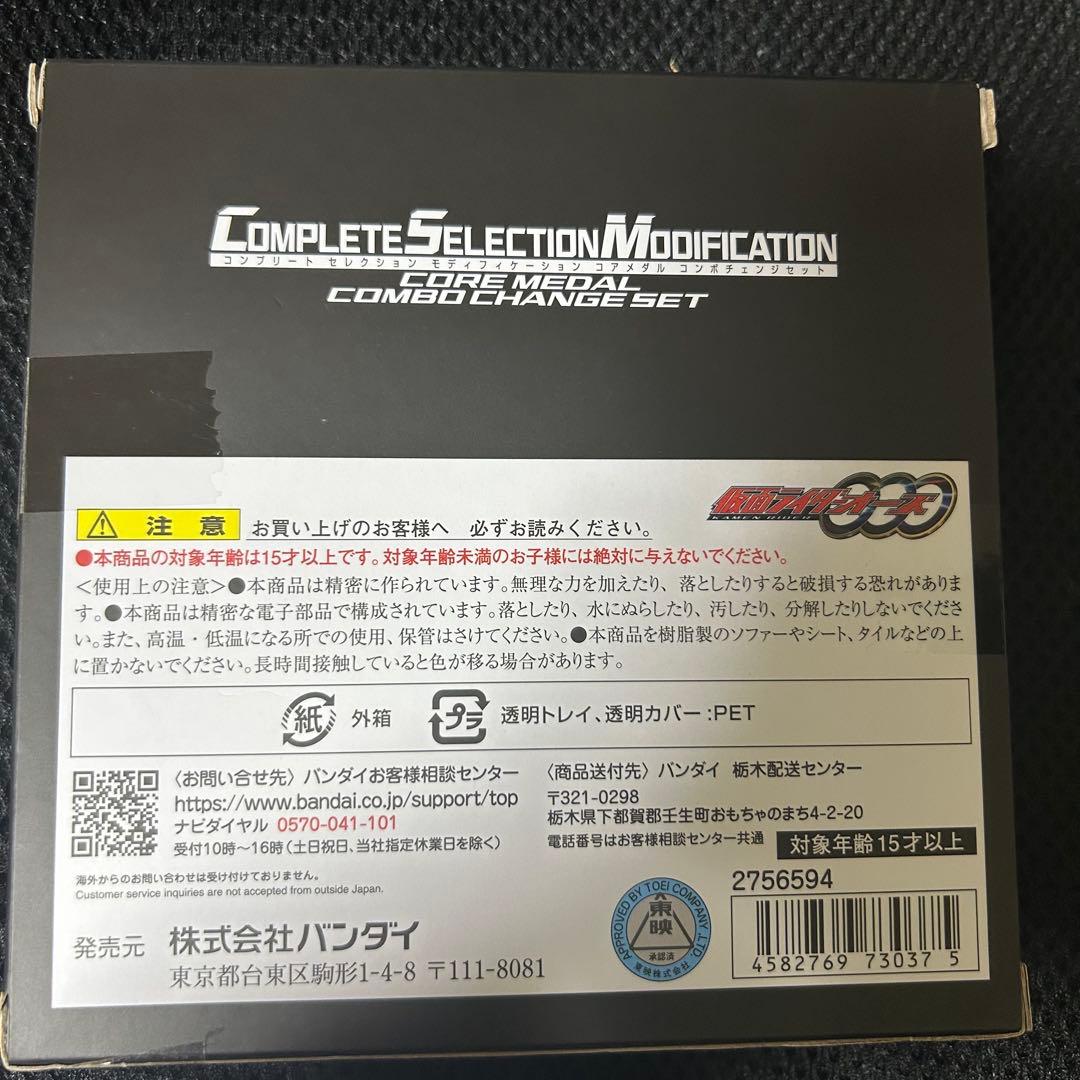 COMPLETE SELECTION MODIFICATION
コンプリート セレクション モディフィケーション コアメダル コンボチェンジセット
CORE MEDAL
COMBO CHANGE SET
仮面ライダーオーズ
KAMEN RIDER
注意 お買い上げのお客様へ 必ずお読みください。
●本商品の対象年齢は15才以上です。対象年齢未満のお子様には絶対に与えないでください。
＜使用上の注意＞●本商品は精密に作られています。無理な力を加えたり、落としたりすると破損する恐れがありま
す。●本商品は精密な電子部品で構成されています。落としたり、水にぬらしたり、汚したり、分解したりしないでくださ
い。また、高温・低温になる所での使用、保管はさけてください。●本商品を樹脂製のソファーやシート、タイルなどの上
に置かないでください。長時間接触していると色が移る場合があります。
紙 外箱 プラ 透明トレイ、透明カバー:PET
〈お問い合せ先〉バンダイお客様相談センター
https://www.bandai.co.jp/support/top
ナビダイヤル 0570-041-101
受付10時～16時(土日祝日、当社指定休業日を除く)
〈商品送付先〉バンダイ 栃木配送センター
〒321-0298
栃木県下都賀郡壬生町おもちゃのまち4-2-20
電話番号はお客様相談センター共通
対象年齢15才以上
海外からのお問い合わせは受け付けておりません。
Customer service inquiries are not accepted from outside Japan.
発売元 株式会社バンダイ
東京都台東区駒形1-4-8 〒111-8081
APPROVED BY TOEI COMPANY, LTD.
東映
承認済
東映株式会社
2756594
4582769 73037 5